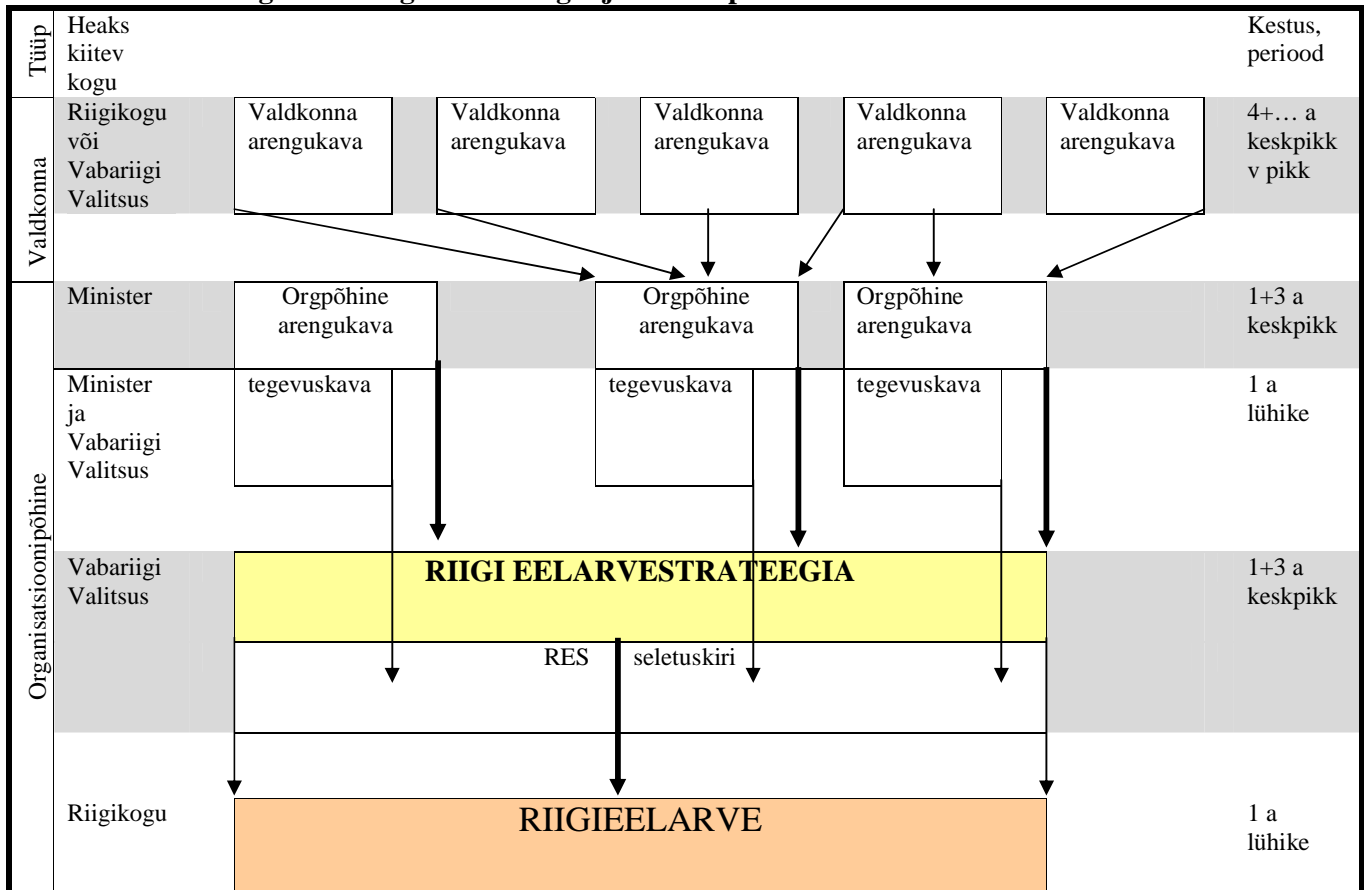 Tüüp
Heaks
kiitev
kogu
Kestus,
periood
Valdkonna
Riigikogu
või
Vabariigi
Valitsus
Valdkonna
arengukava
Valdkonna
arengukava
Valdkonna
arengukava
Valdkonna
arengukava
Valdkonna
arengukava
4+… a
keskpikk
v pikk
Organisatsioonipõhine
Minister
Orgpõhine
arengukava
Orgpõhine
arengukava
Orgpõhine
arengukava
1+3 a
keskpikk
Minister
ja
Vabariigi
Valitsus
tegevuskava
tegevuskava
tegevuskava
1 a
lühike
Vabariigi
Valitsus
RIIGI EELARVESTRATEEGIA
1+3 a
keskpikk
RES seletuskiri
Riigikogu
RIIGIEELARVE
1 a
lühike